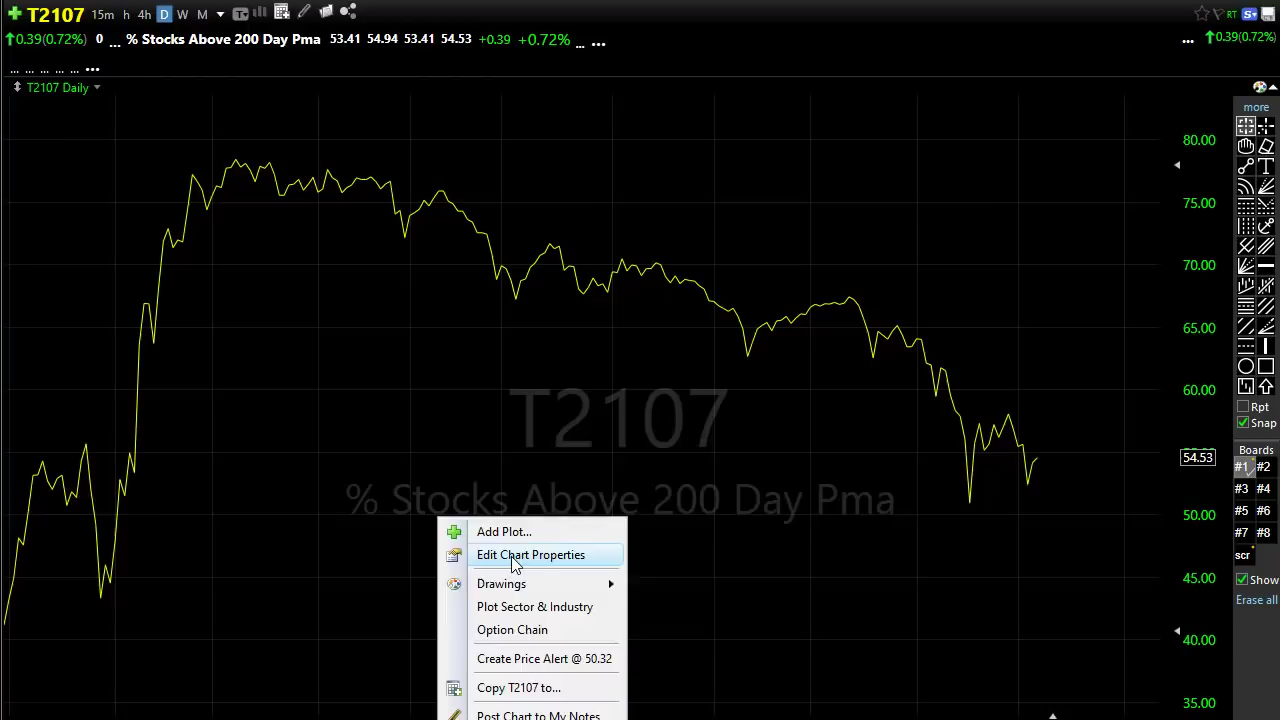 T2107 15m h 4h D W M T RT S
0.39(0.72%) 0 ... % Stocks Above 200 Day Pma 53.41 54.94 53.41 54.53 +0.39 +0.72% ... ... ... 0.39(0.72%)
... ... ... ... ... ...
T2107 Daily
more
T
80.00
75.00
70.00
65.00
60.00
54.53
50.00
45.00
40.00
35.00
T2107
% Stocks Above 200 Day Pma
Add Plot...
Edit Chart Properties
Drawings
Plot Sector & Industry
Option Chain
Create Price Alert @ 50.32
Copy T2107 to...
Post Chart to My Notes
Rpt
Snap
Boards
#1 #2
#3 #4
#5 #6
#7 #8
scr
Show
Erase all